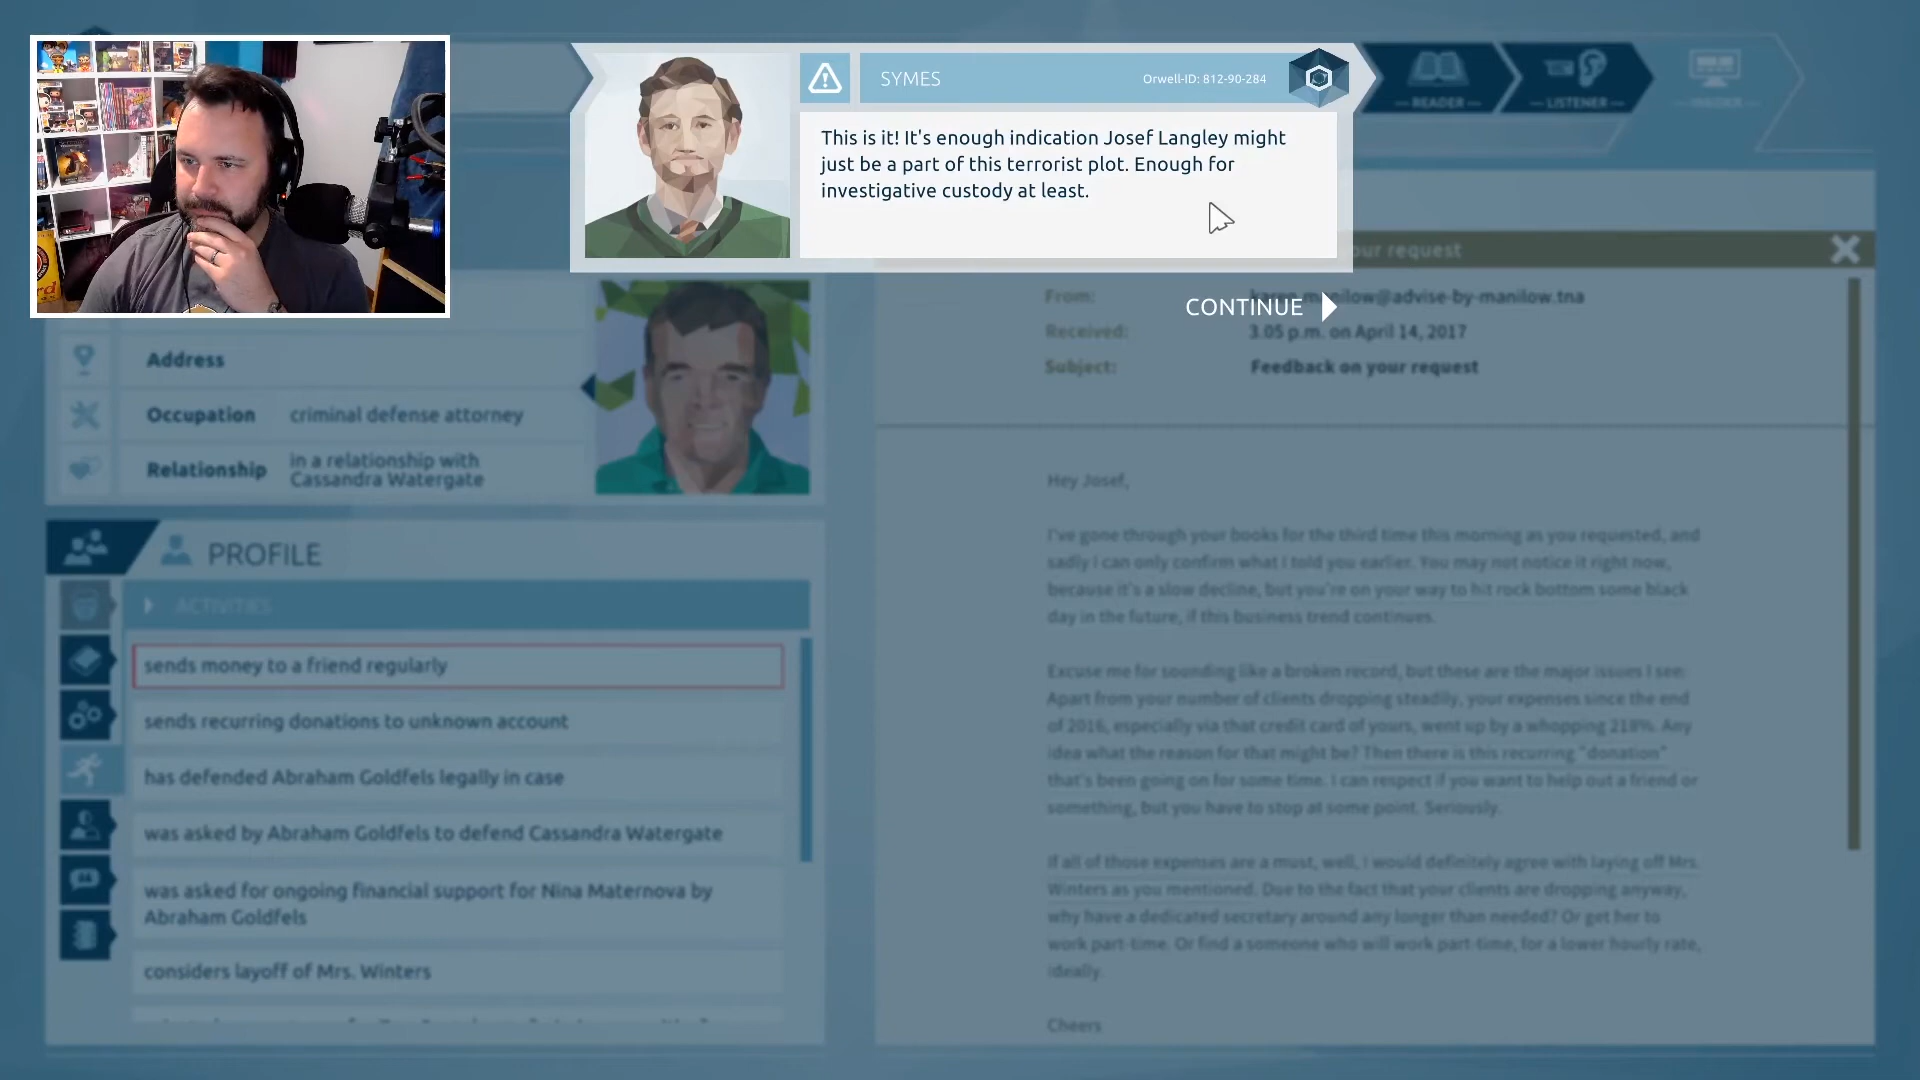 SYMES
Orwell-ID: 812-90-284
This is it! It's enough indication Josef Langley might
just be a part of this terrorist plot. Enough for
investigative custody at least.
CONTINUE
READER
LISTENER
INSIDER
Address
Occupation criminal defense attorney
Relationship in a relationship with
Cassandra Watergate
PROFILE
ACTIVITIES
sends money to a friend regularly
sends recurring donations to unknown account
has defended Abraham Goldfels legally in case
was asked by Abraham Goldfels to defend Cassandra Watergate
was asked for ongoing financial support for Nina Maternova by
Abraham Goldfels
considers layoff of Mrs. Winters
our request
From: karen.manilow@advise-by-manilow.tna
Received: 3.05 p.m. on April 14, 2017
Subject: Feedback on your request
Hey Josef,
I've gone through your books for the third time this morning as you requested, and
sadly I can only confirm what I told you earlier. You may not notice it right now,
because it's a slow decline, but you're on your way to hit rock bottom some black
day in the future, if this business trend continues.
Excuse me for sounding like a broken record, but these are the major issues I see:
Apart from your number of clients dropping steadily, your expenses since the end
of 2016, especially via that credit card of yours, went up by a whopping 218%. Any
idea what the reason for that might be? Then there is this recurring "donation"
that's been going on for some time. I can respect if you want to help out a friend or
something, but you have to stop at some point. Seriously.
If all of those expenses are a must, well, I would definitely agree with laying off Mrs.
Winters as you mentioned. Due to the fact that your clients are dropping anyway,
why have a dedicated secretary around any longer than needed? Or get her to
work part-time. Or find a someone who will work part-time, for a lower hourly rate,
ideally.
Cheers